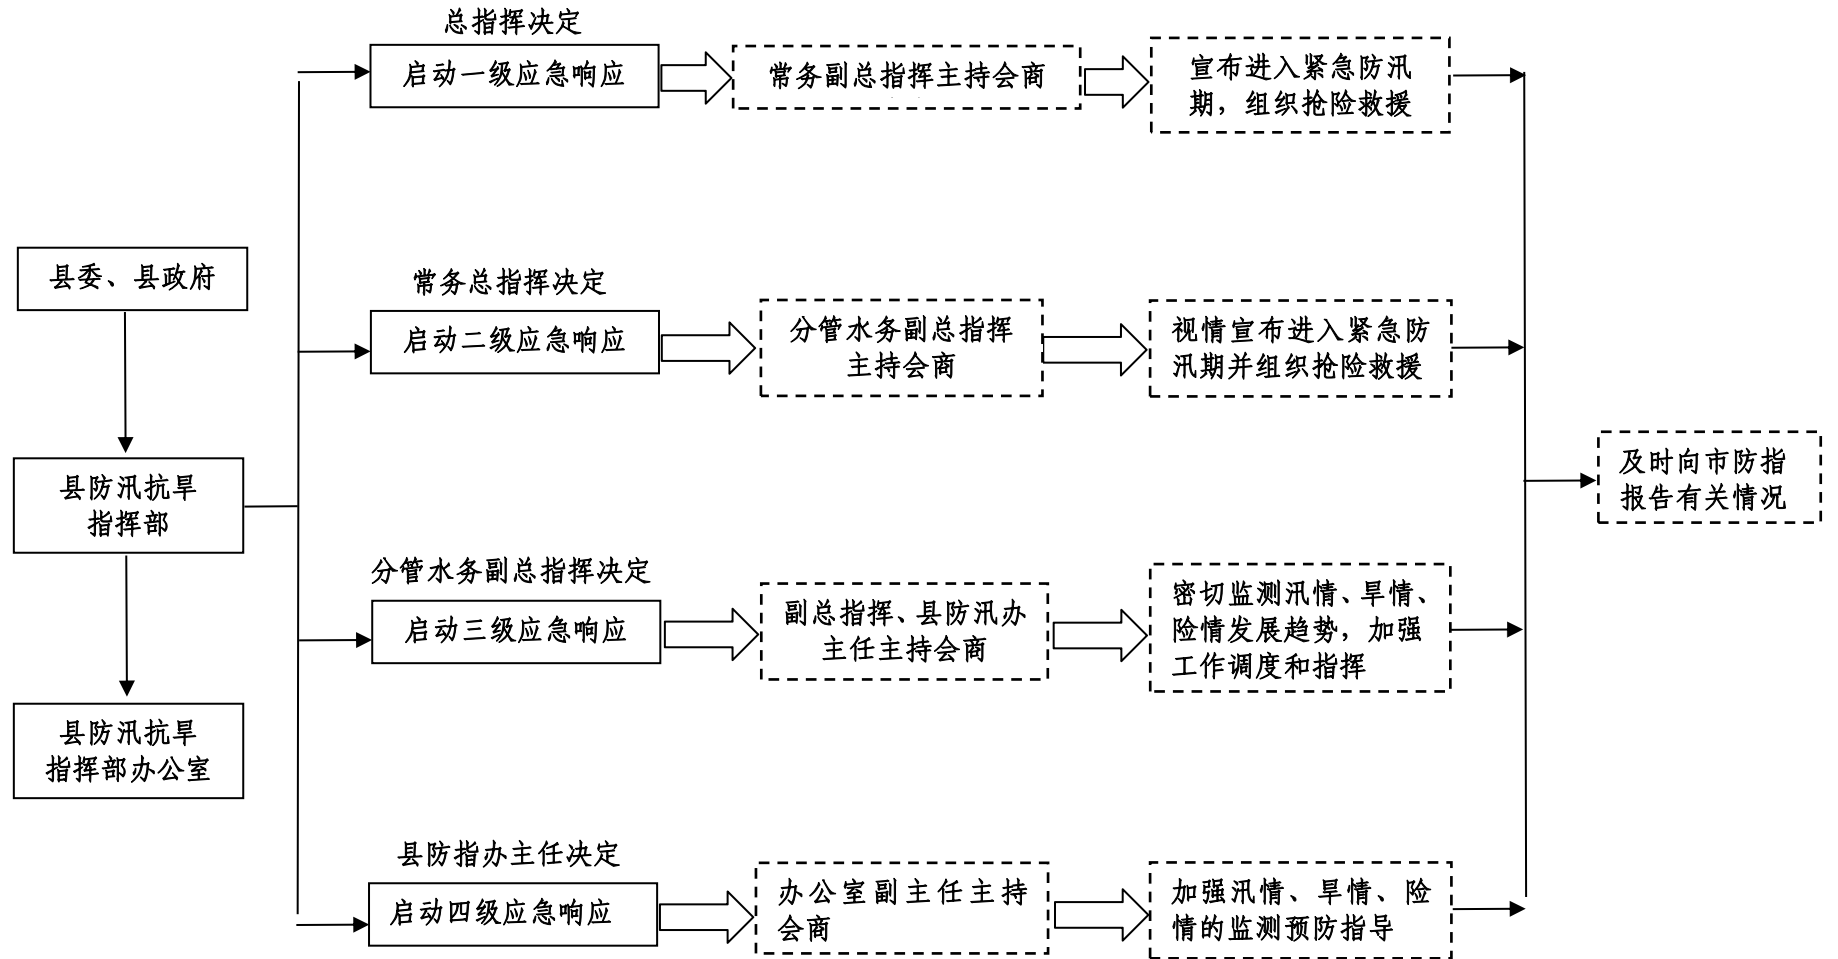 总指挥决定
启动一级应急响应
常务副总指挥主持会商
宣布进入紧急防汛
期，组织抢险救援
县委、县政府
常务总指挥决定
启动二级应急响应
分管水务副总指挥
主持会商
视情宣布进入紧急防
汛期并组织抢险救援
县防汛抗旱
指挥部
及时向市防指
报告有关情况
分管水务副总指挥决定
启动三级应急响应
副总指挥、县防汛办
主任主持会商
密切监测汛情、旱情、
险情发展趋势，加强
工作调度和指挥
县防汛抗旱
指挥部办公室
县防指办主任决定
启动四级应急响应
办公室副主任主持
会商
加强汛情、旱情、险
情的监测预防指导